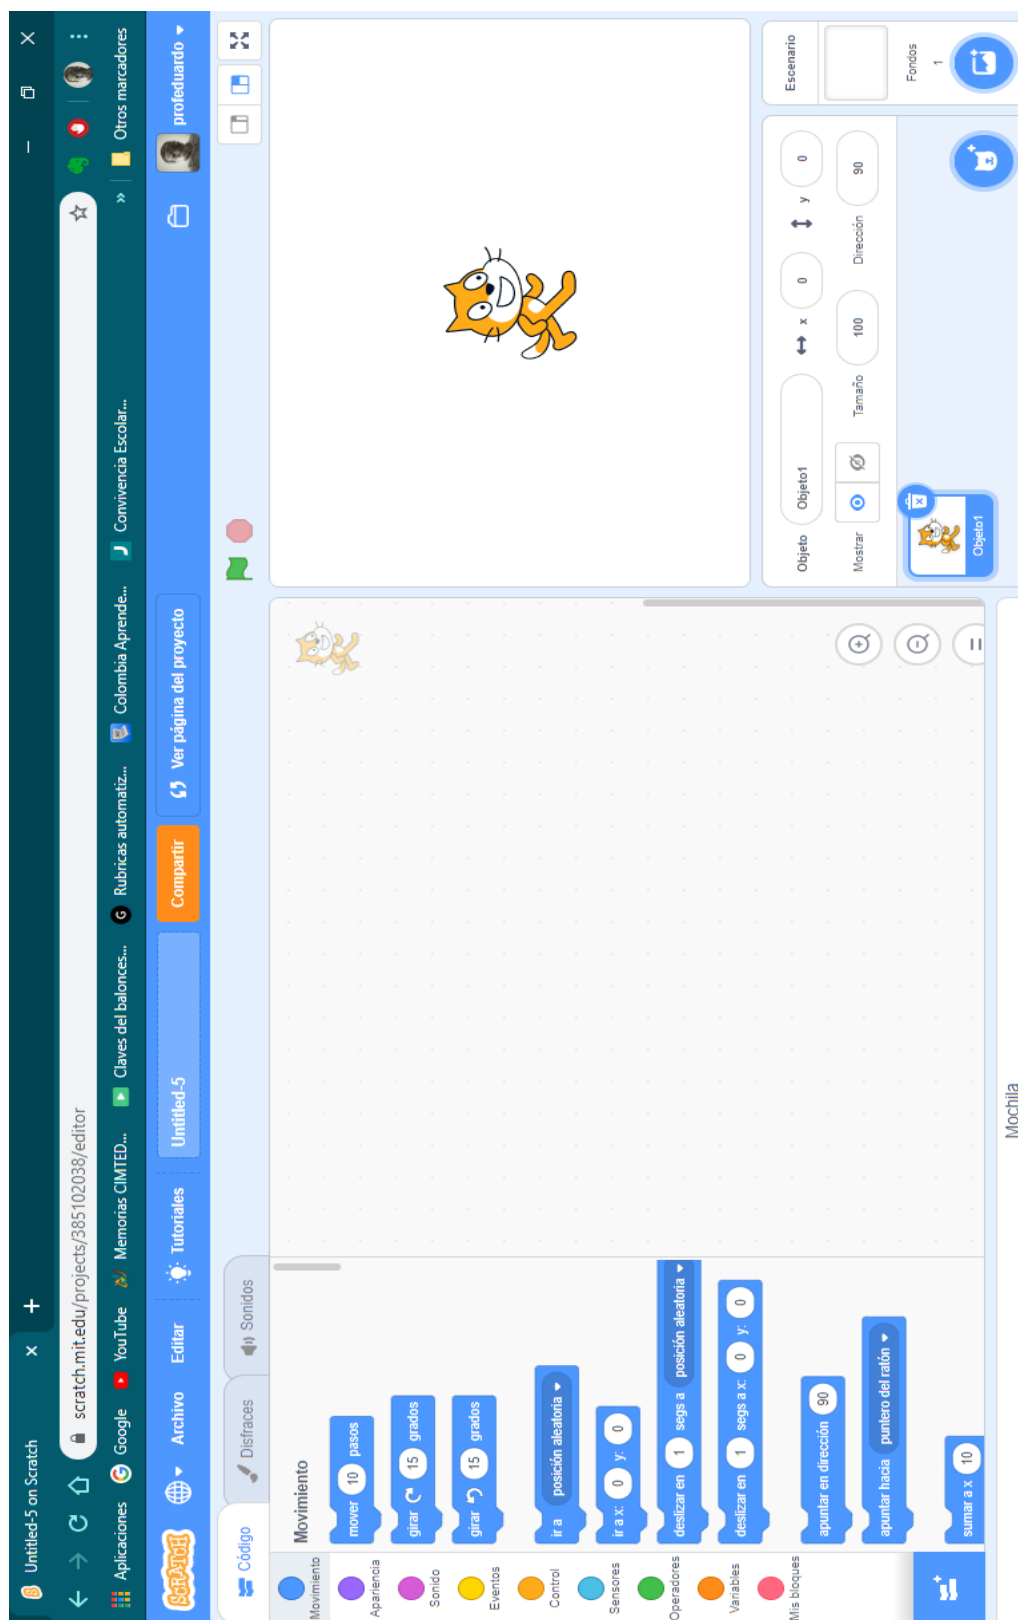 Untitled-5 on Scratch
scratch.mit.edu/projects/385102038/editor
Aplicaciones Google YouTube Memorias CIMTED... Claves del balonces... Rubricas automatiz... Colombia Aprende... Convivencia Escolar... » Otros marcadores
SCRATCH Archivo Editar Tutoriales Untitled-5 Compartir Ver página del proyecto profeduardo
Código Disfraces Sonidos
Movimiento
Apariencia
Sonido
Eventos
Control
Sensores
Operadores
Variables
Mis bloques
Movimiento
mover 10 pasos
girar 15 grados
girar 15 grados
ir a posición aleatoria
ir a x: 0 y: 0
deslizar en 1 segs a posición aleatoria
deslizar en 1 segs a x: 0 y: 0
apuntar en dirección 90
apuntar hacia puntero del ratón
sumar a x 10
Mochila
Objeto Objeto1 x 0 y 0
Mostrar Tamaño 100 Dirección 90
Objeto1
Escenario
Fondos
1